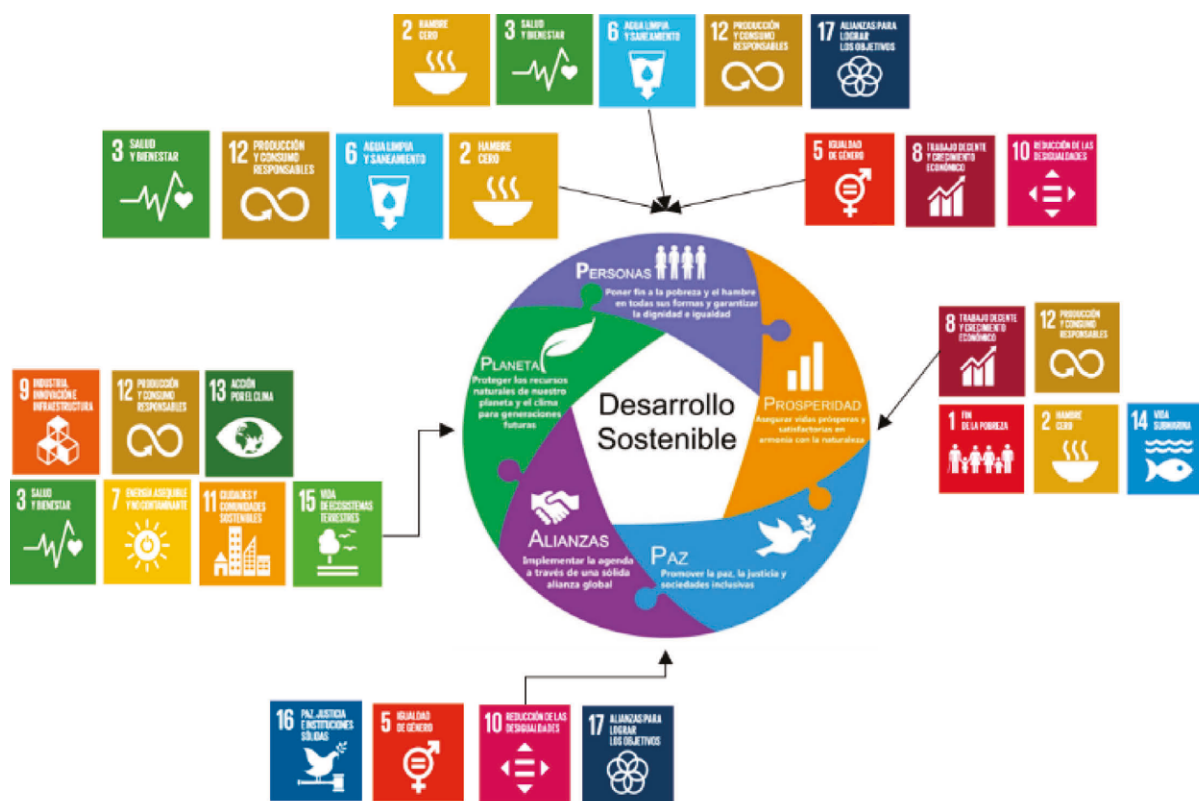 2 HAMBRE
CERO
3 SALUD
Y BIENESTAR
6 AGUA LIMPIA
Y SANEAMIENTO
12 PRODUCCIÓN
Y CONSUMO
RESPONSABLES
17 ALIANZAS PARA
LOGRAR
LOS OBJETIVOS
3 SALUD
Y BIENESTAR
12 PRODUCCIÓN
Y CONSUMO
RESPONSABLES
6 AGUA LIMPIA
Y SANEAMIENTO
2 HAMBRE
CERO
5 IGUALDAD
DE GÉNERO
8 TRABAJO DECENTE
Y CRECIMIENTO
ECONÓMICO
10 REDUCCIÓN DE LAS
DESIGUALDADES
PERSONAS
Poner fin a la pobreza y el hambre
en todas sus formas y garantizar
la dignidad e igualdad
PLANETA
Proteger los recursos
naturales de nuestro
planeta y el clima
para generaciones
futuras
Desarrollo
Sostenible
PROSPERIDAD
Asegurar vidas prósperas y
satisfactorias en
armonía con la naturaleza
ALIANZAS
Implementar la agenda
a través de una sólida
alianza global
PAZ
Promover la paz, la justicia y
sociedades inclusivas
8 TRABAJO DECENTE
Y CRECIMIENTO
ECONÓMICO
12 PRODUCCIÓN
Y CONSUMO
RESPONSABLES
1 FIN
DE LA POBREZA
2 HAMBRE
CERO
14 VIDA
SUBMARINA
9 INDUSTRIA,
INNOVACIÓN E
INFRAESTRUCTURA
12 PRODUCCIÓN
Y CONSUMO
RESPONSABLES
13 ACCIÓN
POR EL CLIMA
3 SALUD
Y BIENESTAR
7 ENERGÍA ASEQUIBLE
Y NO CONTAMINANTE
11 CIUDADES Y
COMUNIDADES
SOSTENIBLES
15 VIDA
DE ECOSISTEMAS
TERRESTRES
16 PAZ, JUSTICIA
E INSTITUCIONES
SÓLIDAS
5 IGUALDAD
DE GÉNERO
10 REDUCCIÓN DE LAS
DESIGUALDADES
17 ALIANZAS PARA
LOGRAR
LOS OBJETIVOS